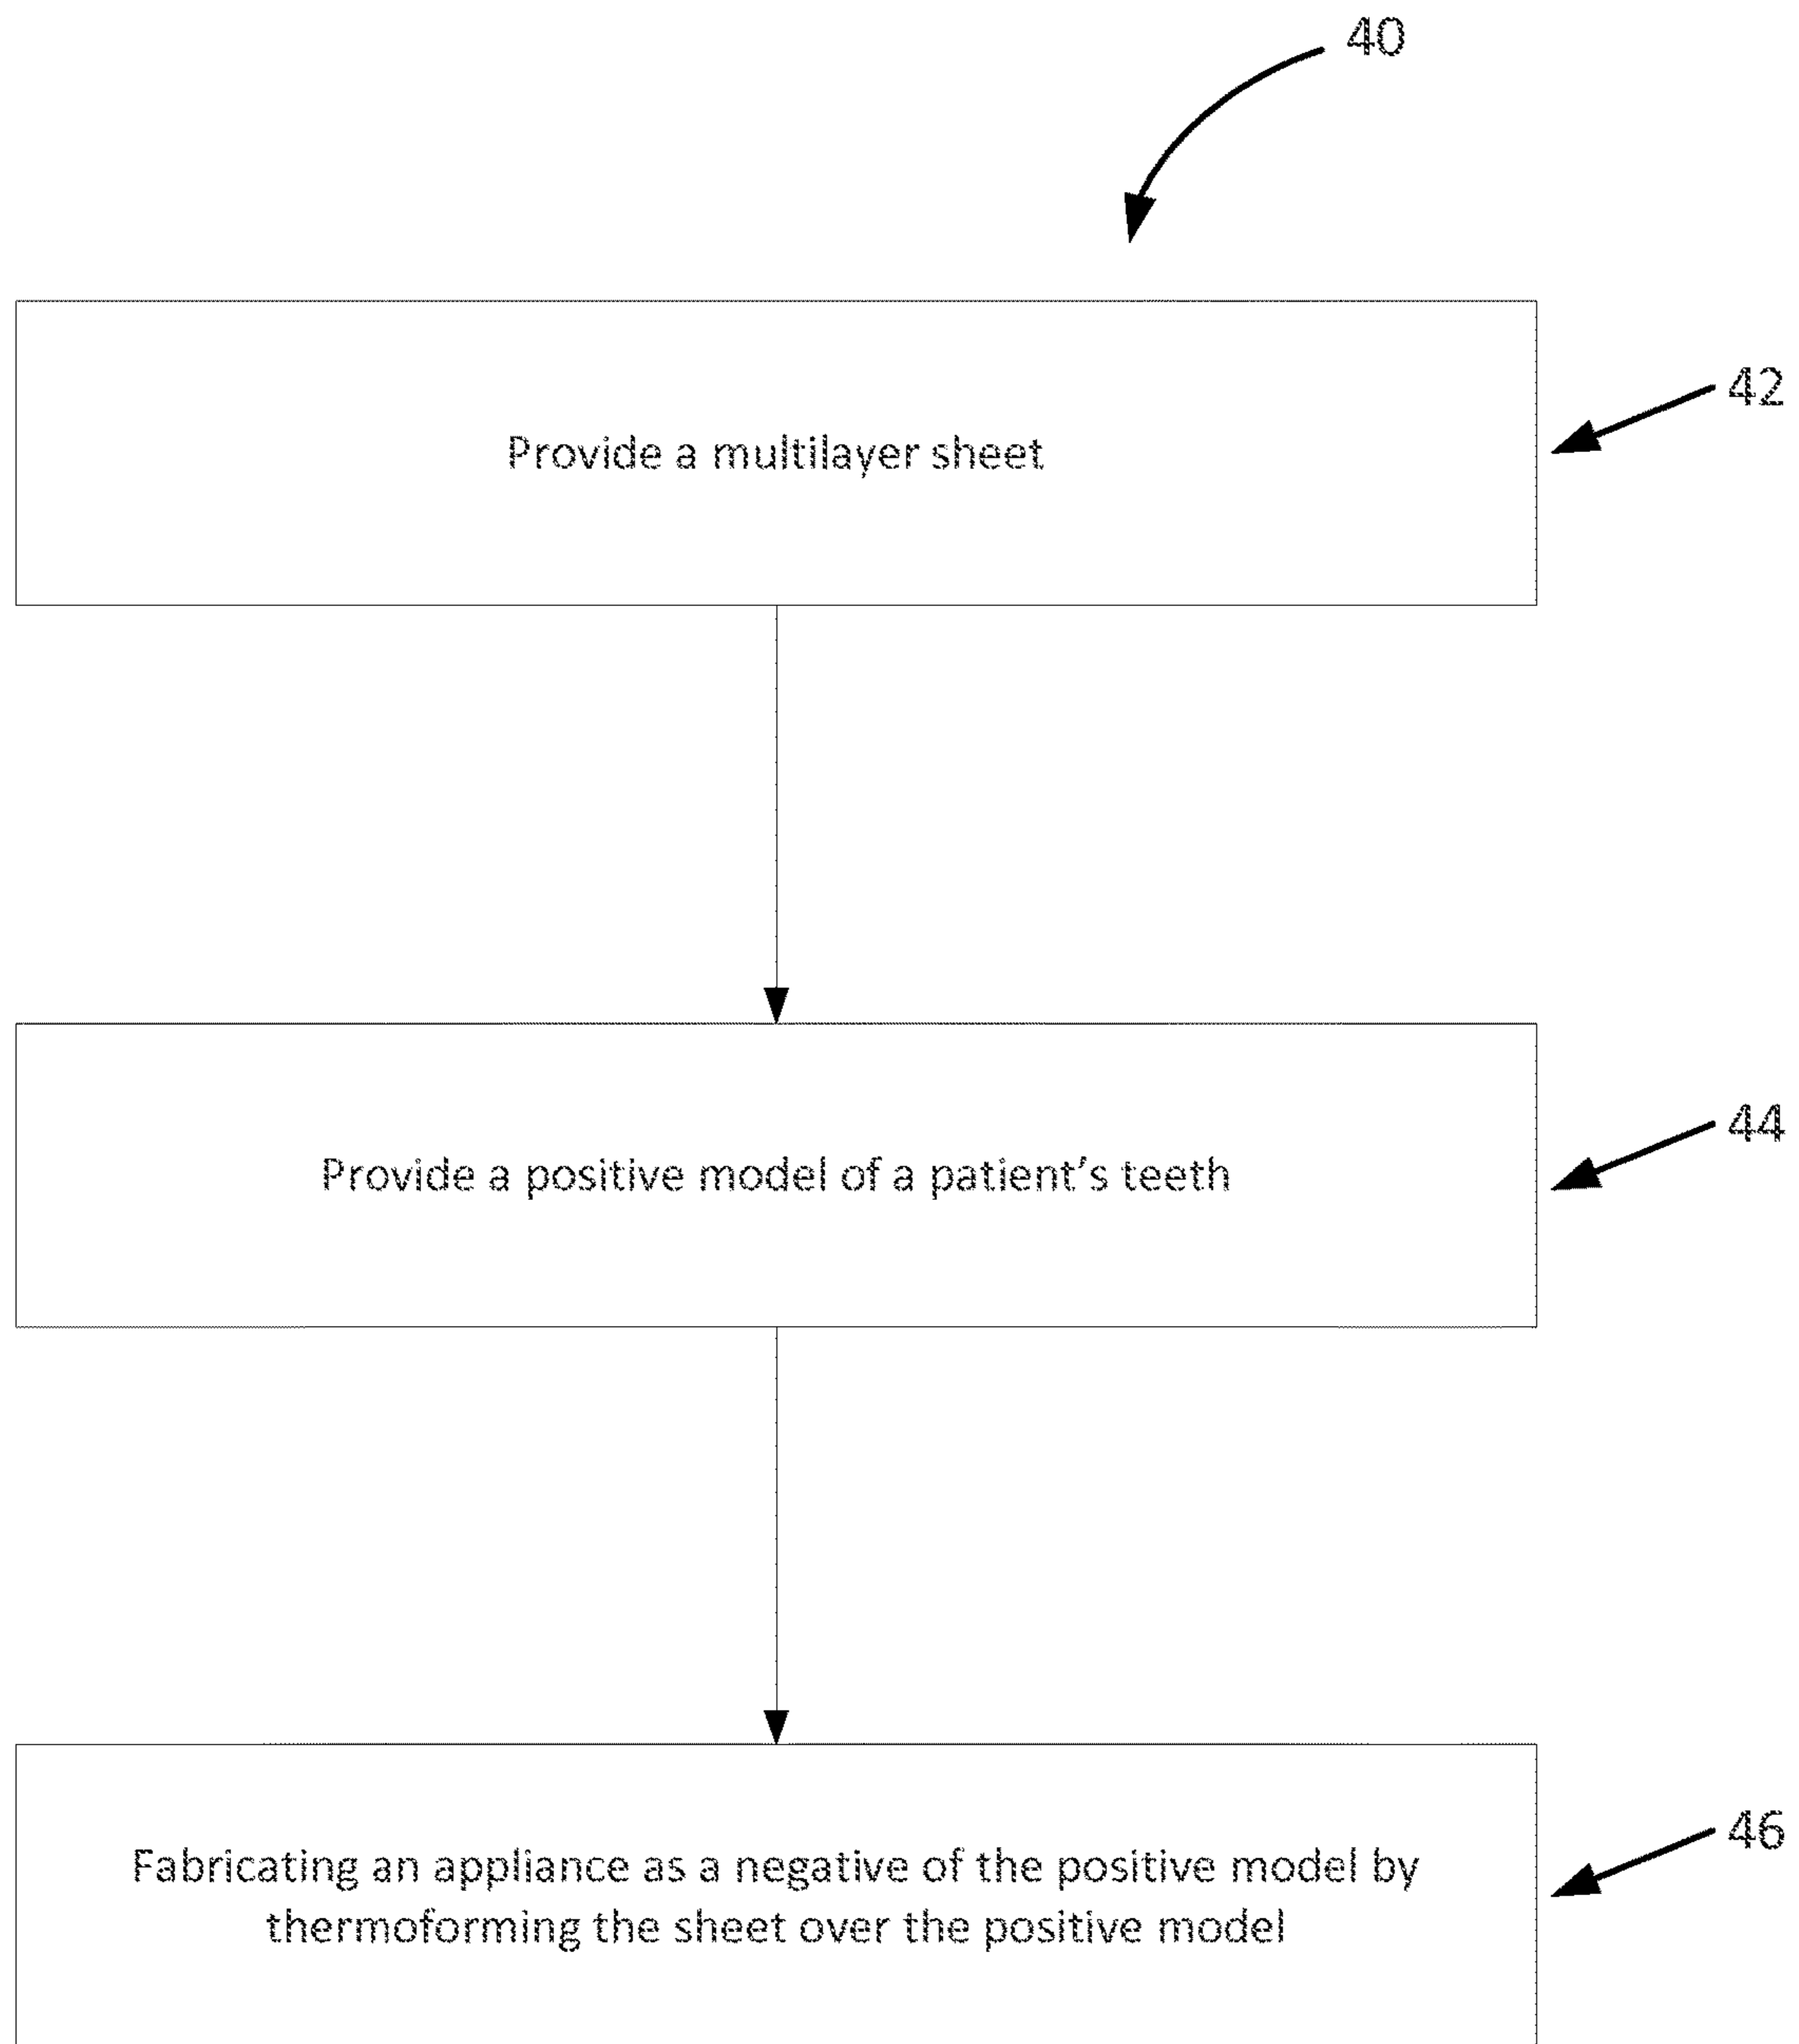 40
Provide a multilayer sheet
42
Provide a positive model of a patient's teeth
44
Fabricating an appliance as a negative of the positive model by
thermoforming the sheet over the positive model
46